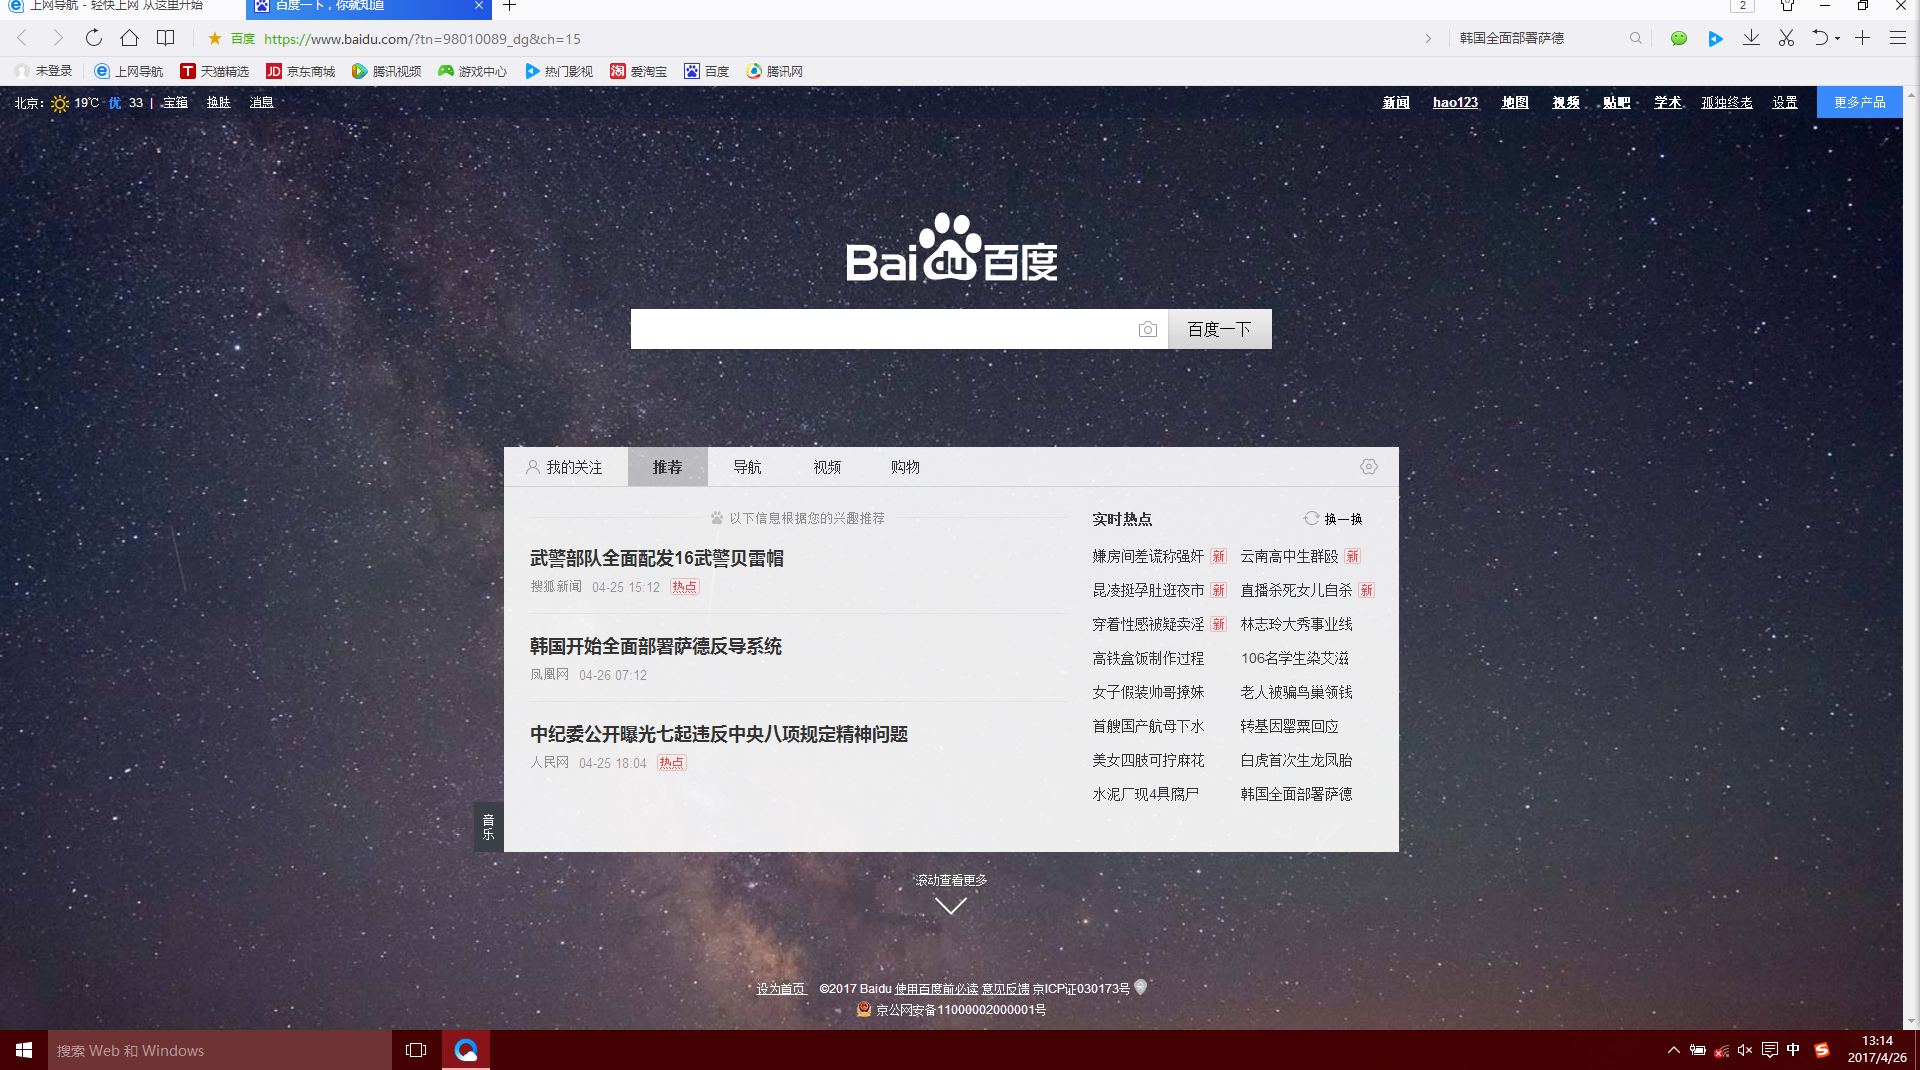 上网导航 - 轻快上网 从这里开始
百度一下，你就知道
2
百度 https://www.baidu.com/?tn=98010089_dg&ch=15
韩国全面部署萨德
未登录 上网导航 天猫精选 京东商城 腾讯视频 游戏中心 热门影视 爱淘宝 百度 腾讯网
北京： 19℃ 优 33 | 宝箱 换肤 消息
新闻 hao123 地图 视频 贴吧 学术 孤独终老 设置 更多产品
Bai du 百度
百度一下
我的关注 推荐 导航 视频 购物
以下信息根据您的兴趣推荐
武警部队全面配发16武警贝雷帽
搜狐新闻 04-25 15:12 热点
韩国开始全面部署萨德反导系统
凤凰网 04-26 07:12
中纪委公开曝光七起违反中央八项规定精神问题
人民网 04-25 18:04 热点
实时热点 换一换
嫌房间差谎称强奸 新 云南高中生群殴 新
昆凌挺孕肚逛夜市 新 直播杀死女儿自杀 新
穿着性感被疑卖淫 新 林志玲大秀事业线
高铁盒饭制作过程 106名学生染艾滋
女子假装帅哥撩妹 老人被骗鸟巢领钱
首艘国产航母下水 转基因罂粟回应
美女四肢可拧麻花 白虎首次生龙凤胎
水泥厂现4具腐尸 韩国全面部署萨德
音乐
滚动查看更多
设为首页 ©2017 Baidu 使用百度前必读 意见反馈 京ICP证030173号
京公网安备11000002000001号
搜索 Web 和 Windows
中
13:14
2017/4/26